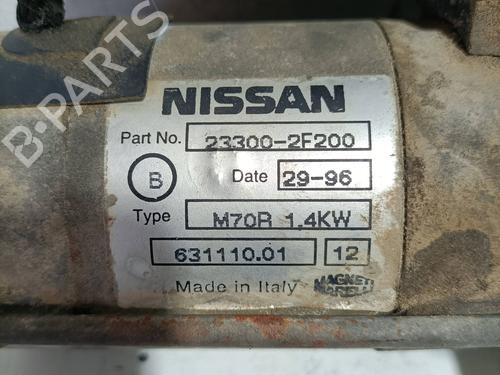 B-PARTS
NISSAN
Part No. 23300-2F200
B Date 29-96
Type M70R 1,4KW
631110.01 12
Made in Italy MAGNETI MARELLI